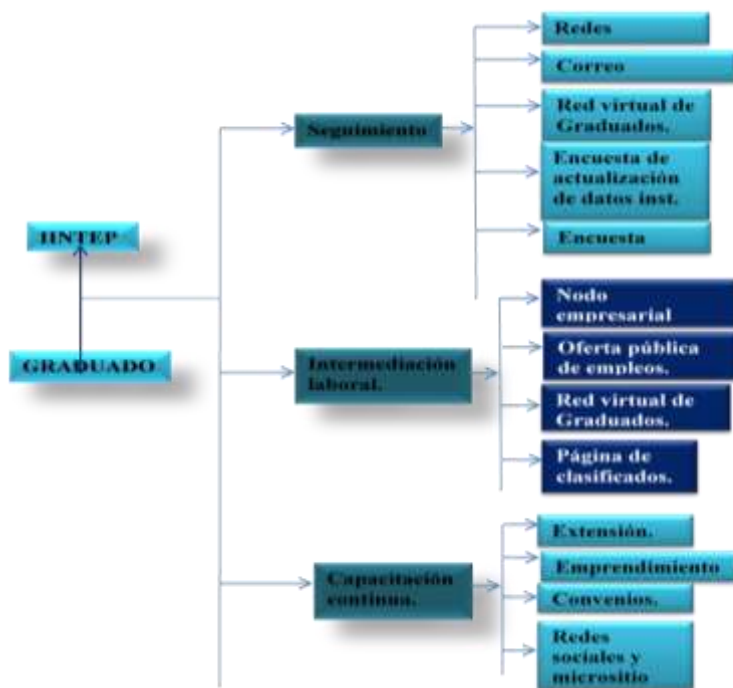 Redes
Correo
Red virtual de
Graduados.
Seguimiento
Encuesta de
actualización
de datos inst.
Encuesta
IINTEP
GRADUADO
Nodo
empresarial
Intermediación
laboral.
Oferta pública
de empleos.
Red virtual de
Graduados.
Página de
clasificados.
Extensión.
Capacitación
continua.
Emprendimiento
Convenios.
Redes
sociales y
micrositio